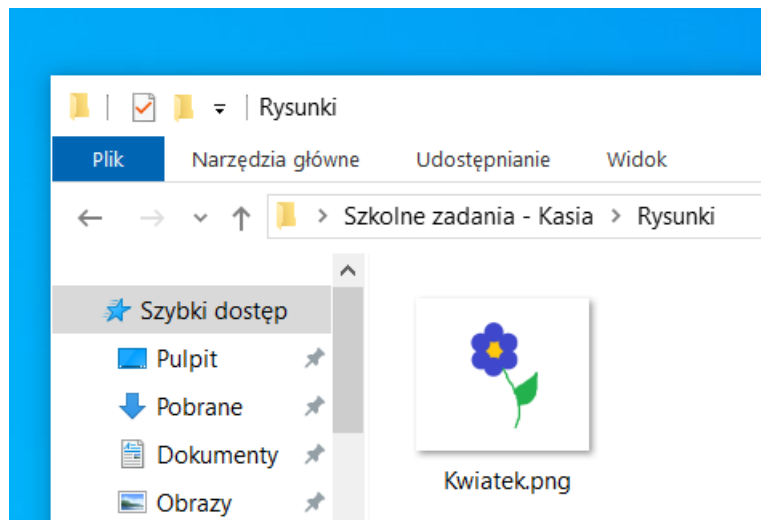 Rysunki
Plik Narzędzia główne Udostępnianie Widok
Szkolne zadania - Kasia > Rysunki
Szybki dostęp
Pulpit
Pobrane
Dokumenty
Obrazy
Kwiatek.png